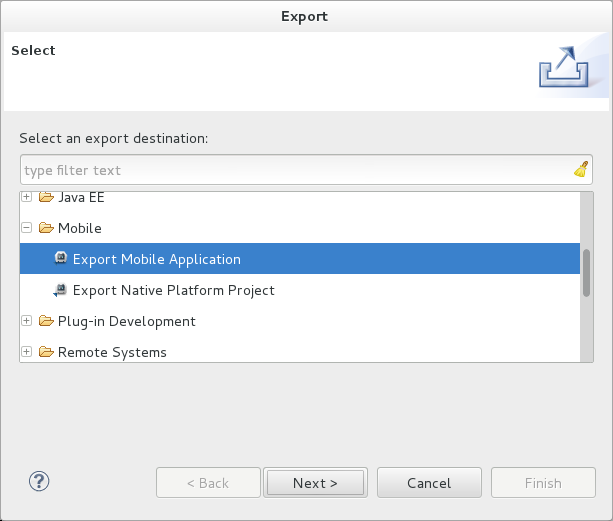 Export
Select
Select an export destination:
type filter text
Java EE
Mobile
Export Mobile Application
Export Native Platform Project
Plug-in Development
Remote Systems
?
< Back
Next >
Cancel
Finish